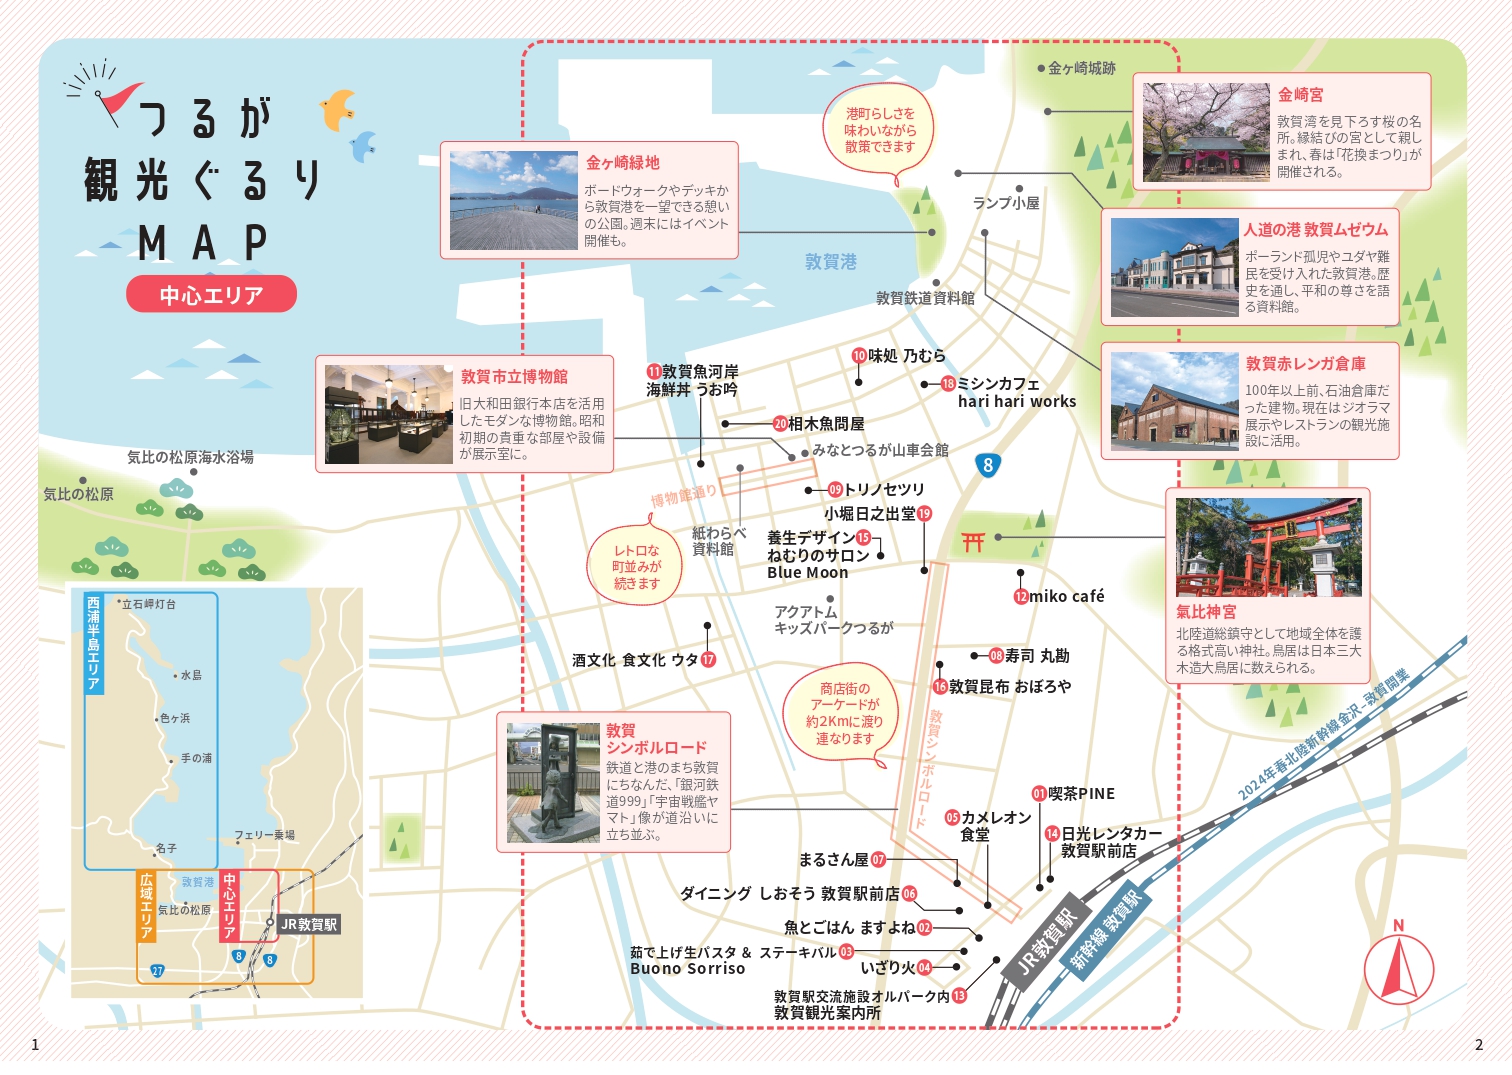 つるが
観光ぐるり
MAP
中心エリア
金ヶ崎緑地
ボードウォークやデッキか
ら敦賀港を一望できる憩い
の公園。週末にはイベント
開催も。
港町らしさを
味わいながら
散策できます
金ヶ崎城跡
金崎宮
敦賀湾を見下ろす桜の名
所。縁結びの宮として親し
まれ、春は「花換まつり」が
開催される。
ランプ小屋
人道の港 敦賀ムゼウム
ポーランド孤児やユダヤ難
民を受け入れた敦賀港。歴
史を通し、平和の尊さを語
る資料館。
敦賀港
敦賀鉄道資料館
敦賀赤レンガ倉庫
100年以上前、石油倉庫だ
った建物。現在はジオラマ
展示やレストランの観光施
設に活用。
敦賀市立博物館
旧大和田銀行本店を活用
したモダンな博物館。昭和
初期の貴重な部屋や設備
が展示室に。
11 敦賀魚河岸
海鮮丼 うお吟
10 味処 乃むら
18 ミシンカフェ
hari hari works
20 相木魚問屋
みなとつるが山車会館
8
気比の松原海水浴場
気比の松原
博物館通り
09 トリノセツリ
小堀日之出堂 19
紙わらべ
資料館
養生デザイン 15
ねむりのサロン
Blue Moon
レトロな
町並みが
続きます
12 miko café
アクアトム
キッズパークつるが
氣比神宮
北陸道総鎮守として地域全体を護
る格式高い神社。鳥居は日本三大
木造大鳥居に数えられる。
酒文化 食文化 ウタ 17
08 寿司 丸勘
16 敦賀昆布 おぼろや
商店街の
アーケードが
約2Kmに渡り
連なります
敦賀シンボルロード
敦賀
シンボルロード
鉄道と港のまち敦賀
にちなんだ、「銀河鉄
道999」「宇宙戦艦ヤ
マト」像が道沿いに
立ち並ぶ。
2024年春北陸新幹線金沢-敦賀開業
01 喫茶PINE
05 カメレオン
食堂
14 日光レンタカー
敦賀駅前店
まるさん屋 07
ダイニング しおそう 敦賀駅前店 06
魚とごはん ますよね 02
茹で上げ生パスタ & ステーキバル 03
Buono Sorriso
いざり火 04
敦賀駅交流施設オルパーク内 13
敦賀観光案内所
JR敦賀駅
新幹線 敦賀駅
N
西浦半島エリア
立石岬灯台
水島
色ヶ浜
手の浦
フェリー乗場
名子
敦賀港
広域エリア
中心エリア
気比の松原
JR敦賀駅
8
8
27
1
2